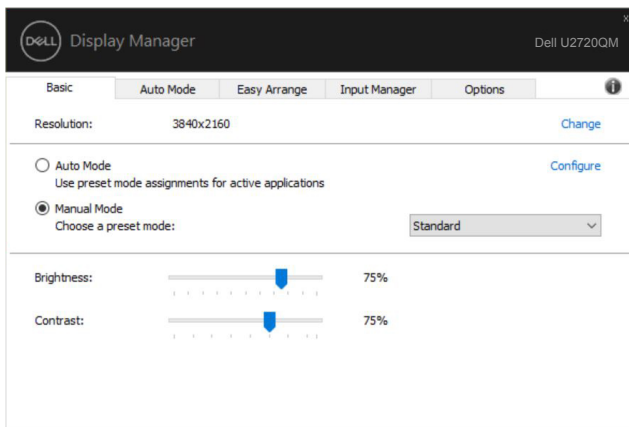 x
DELL Display Manager
Dell U2720QM
Basic Auto Mode Easy Arrange Input Manager Options i
Resolution: 3840x2160 Change
Auto Mode Configure
Use preset mode assignments for active applications
Manual Mode
Choose a preset mode: Standard
Brightness: 75%
Contrast: 75%